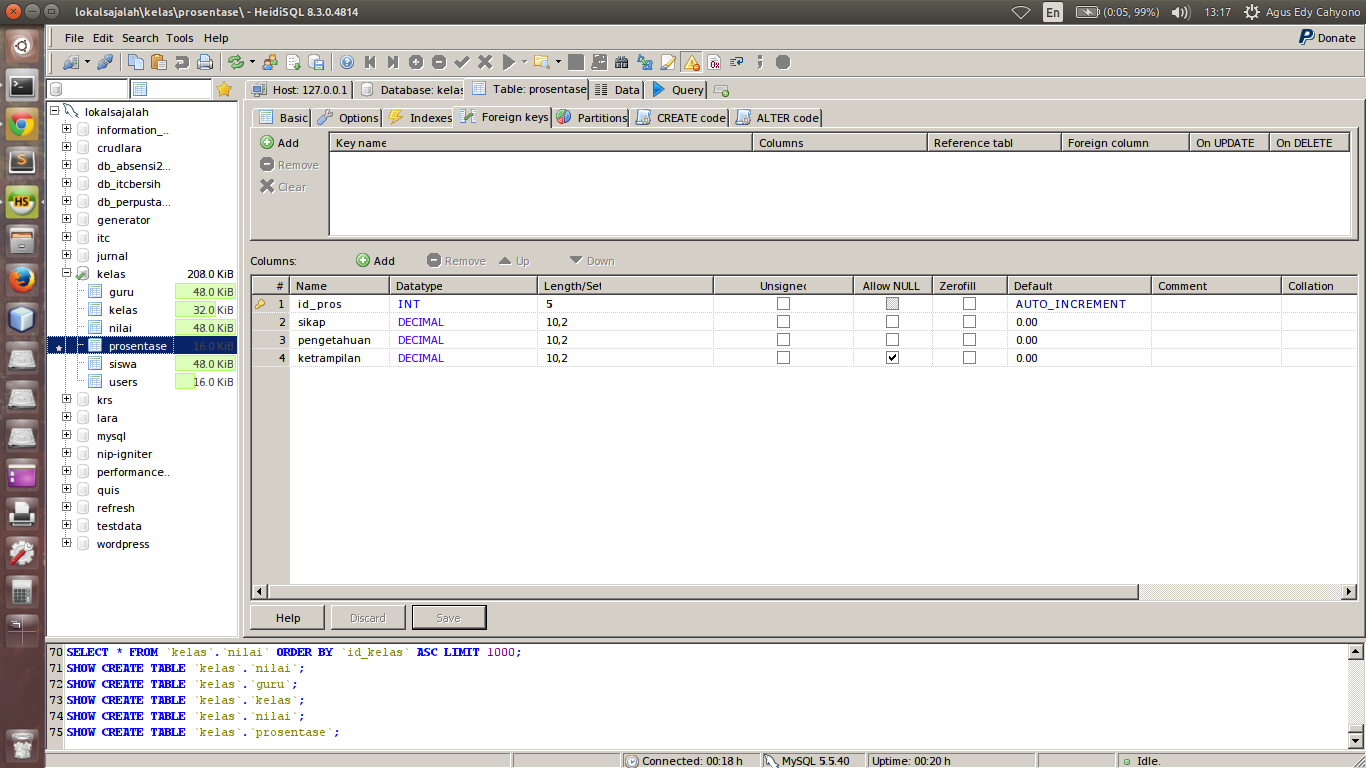 lokalsajalah\kelas\prosentase\ - HeidiSQL 8.3.0.4814
En (0:05, 99%) 13:17 Agus Edy Cahyono
File Edit Search Tools Help
Donate
Host: 127.0.0.1 Database: kelas Table: prosentase Data Query
lokalsajalah
information_...
crudlara
db_absensi2...
db_itcbersih
db_perpusta...
generator
itc
jurnal
kelas 208.0 KiB
guru 48.0 KiB
kelas 32.0 KiB
nilai 48.0 KiB
prosentase 16.0 KiB
siswa 48.0 KiB
users 16.0 KiB
krs
lara
mysql
nip-igniter
performance..
quis
refresh
testdata
wordpress
Basic Options Indexes Foreign keys Partitions CREATE code ALTER code
Add
Remove
Clear
Key name Columns Reference tabl Foreign column On UPDATE On DELETE
Columns: Add Remove Up Down
# Name Datatype Length/Set Unsigned Allow NULL Zerofill Default Comment Collation
1 id_pros INT 5 AUTO_INCREMENT
2 sikap DECIMAL 10,2 0.00
3 pengetahuan DECIMAL 10,2 0.00
4 ketrampilan DECIMAL 10,2 0.00
Help Discard Save
70 SELECT * FROM `kelas`.`nilai` ORDER BY `id_kelas` ASC LIMIT 1000;
71 SHOW CREATE TABLE `kelas`.`nilai`;
72 SHOW CREATE TABLE `kelas`.`guru`;
73 SHOW CREATE TABLE `kelas`.`kelas`;
74 SHOW CREATE TABLE `kelas`.`nilai`;
75 SHOW CREATE TABLE `kelas`.`prosentase`;
Connected: 00:18 h MySQL 5.5.40 Uptime: 00:20 h Idle.